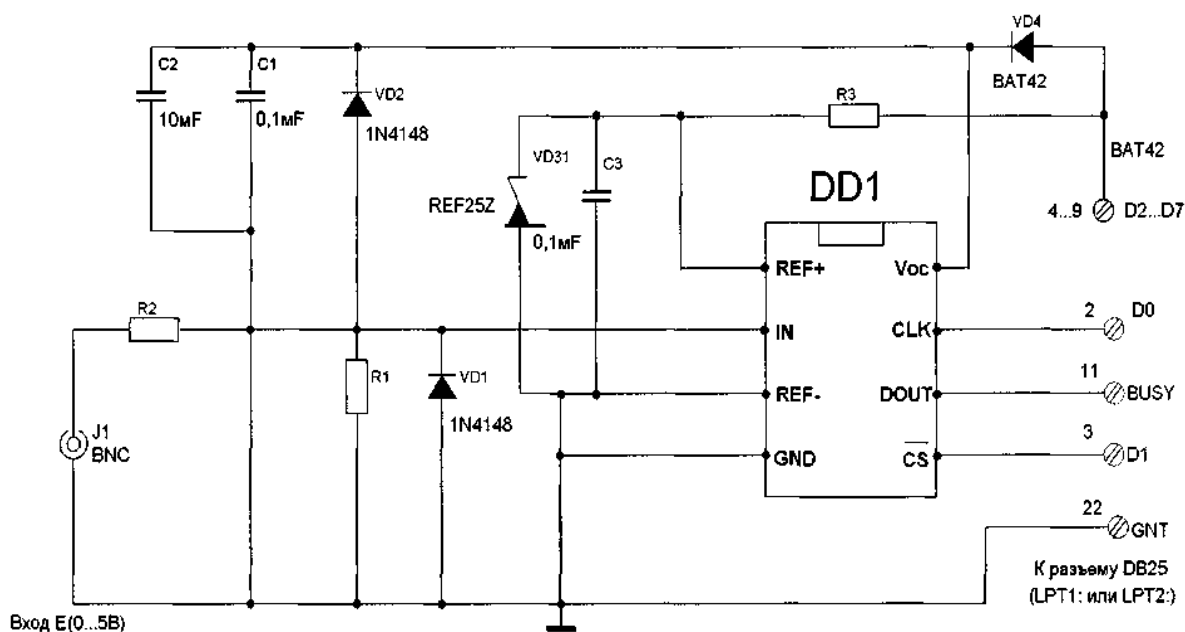 VD4
C2
C1
BAT42
10мF
0,1мF
VD2
1N4148
R3
VD31
C3
BAT42
REF25Z
0,1мF
DD1
4...9 D2...D7
REF+
Voc
R2
2 D0
IN
CLK
R1
VD1
11
REF-
DOUT
BUSY
1N4148
J1
BNC
3
GND
CS
D1
22
GNT
К разъему DB25
(LPT1: или LPT2:)
Вход E(0...5В)